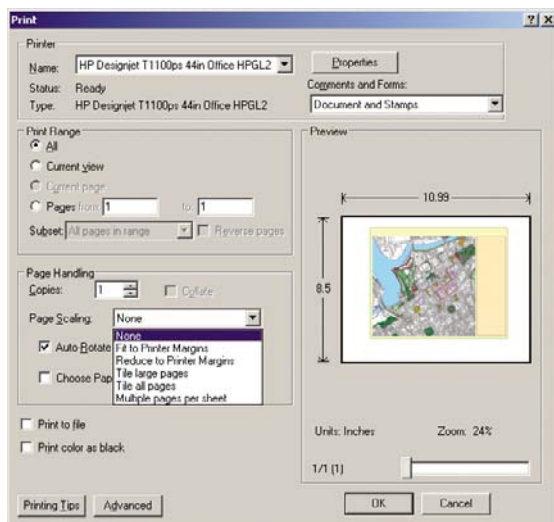 Print
Printer
Name: HP Designjet T1100ps 44in Office HPGL2
Properties
Status: Ready
Comments and Forms:
Type: HP Designjet T1100ps 44in Office HPGL2
Document and Stamps
Print Range
All
Current view
Current page
Pages from: 1 to: 1
Subset: All pages in range
Reverse pages
Preview
10.99
8.5
Page Handling
Copies: 1
Collate
Page Scaling: None
None
Fit to Printer Margins
Reduce to Printer Margins
Tile large pages
Tile all pages
Multiple pages per sheet
Auto Rotate
Choose Pap
Print to file
Print color as black
Units: Inches Zoom: 24%
1/1 (1)
Printing Tips
Advanced
OK
Cancel